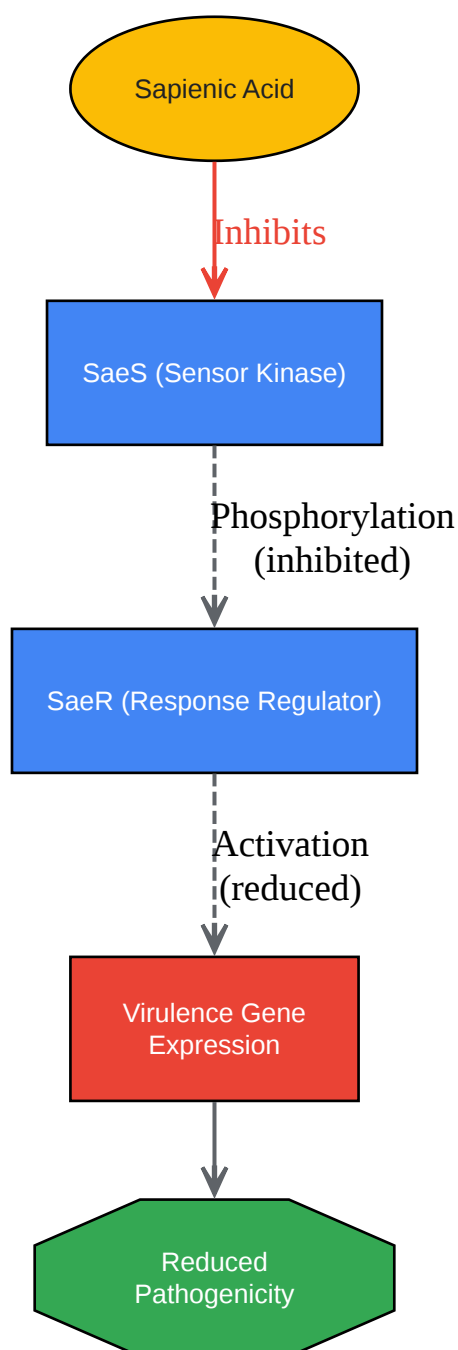 Sapienic Acid
Inhibits
SaeS (Sensor Kinase)
Phosphorylation
(inhibited)
SaeR (Response Regulator)
Activation
(reduced)
Virulence Gene
Expression
Reduced
Pathogenicity